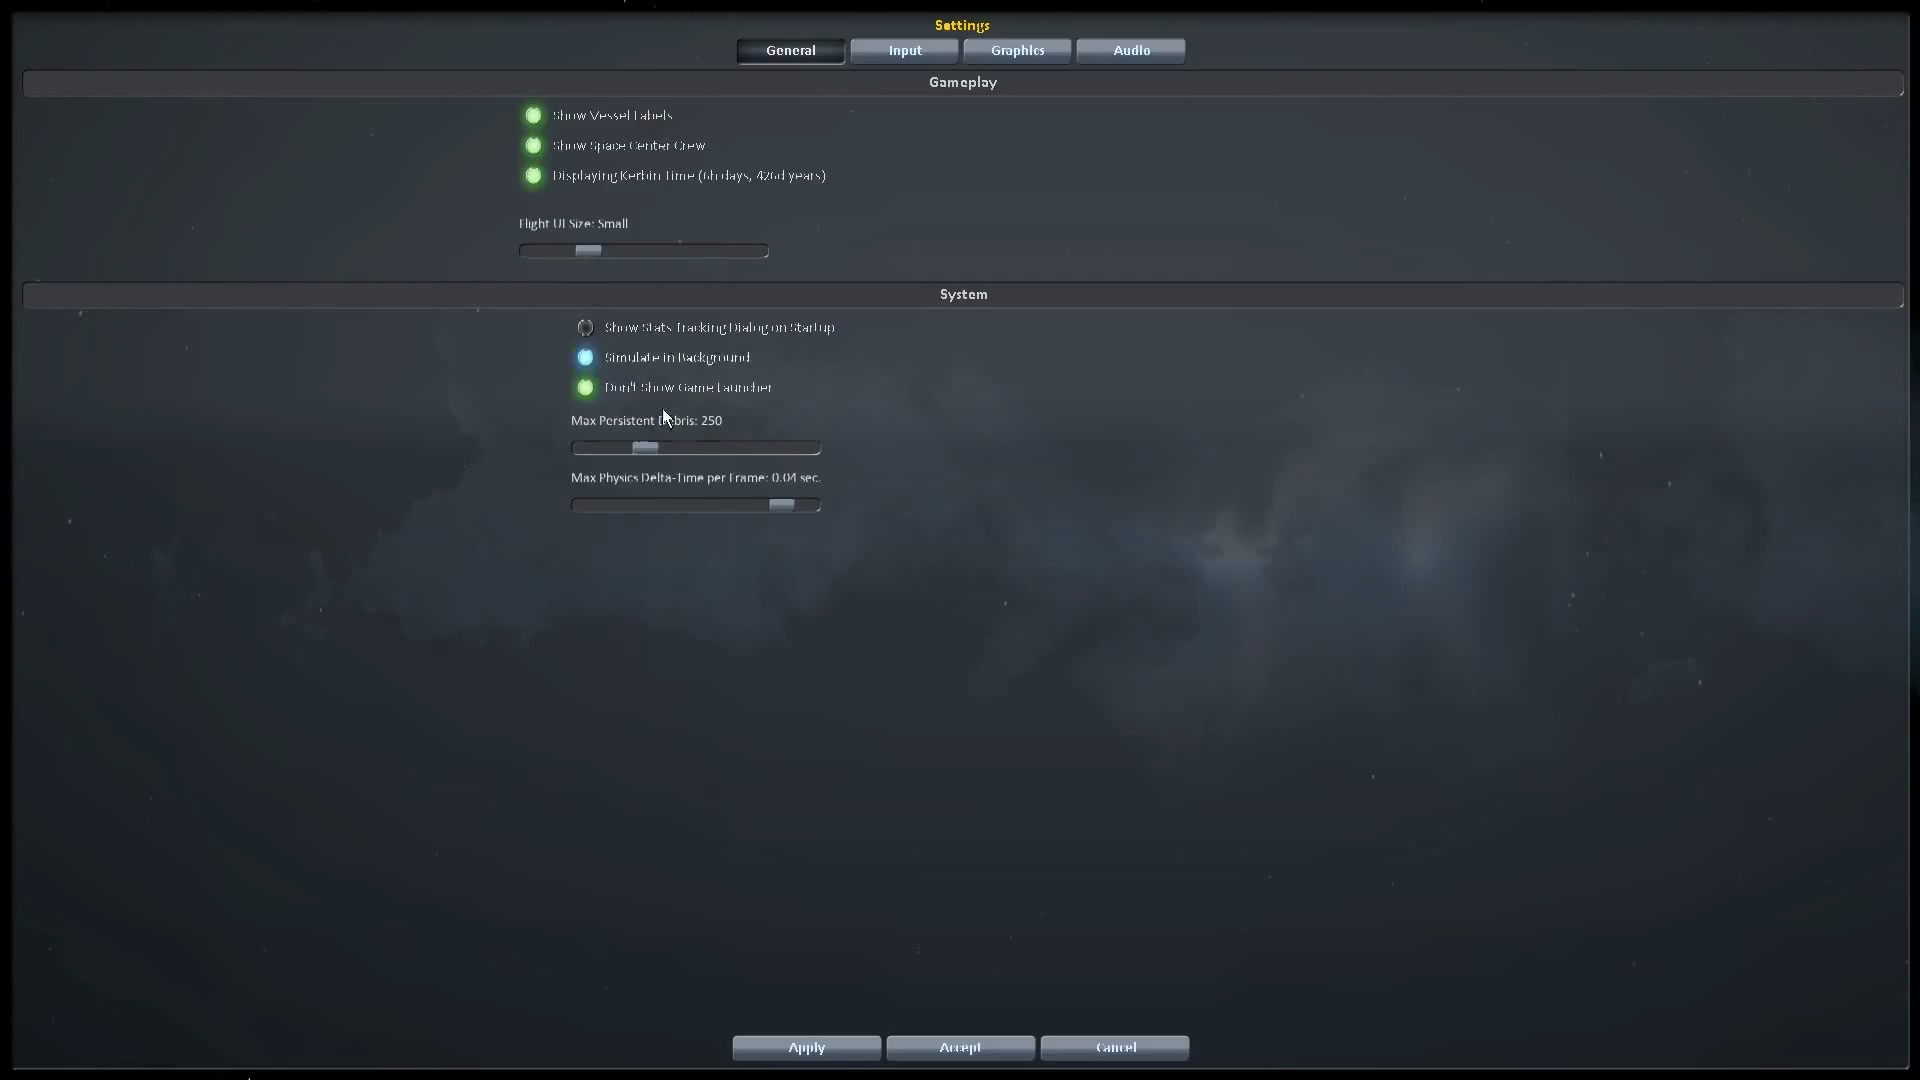 Settings
General Input Graphics Audio
Gameplay
Show Vessel Labels
Show Space Center Crew
Displaying Kerbin Time (6h days, 426d years)
Flight UI Size: Small
System
Show Stats Tracking Dialog on Startup
Simulate in Background
Don't Show Game Launcher
Max Persistent Debris: 250
Max Physics Delta-Time per Frame: 0.04 sec.
Apply Accept Cancel